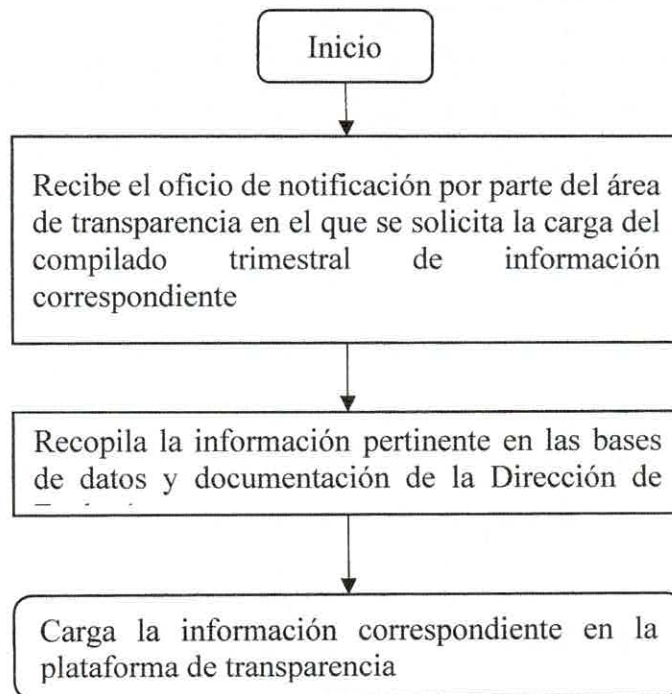 Inicio
Recibe el oficio de notificación por parte del área
de transparencia en el que se solicita la carga del
compilado trimestral de información
correspondiente
Recopila la información pertinente en las bases
de datos y documentación de la Dirección de
Carga la información correspondiente en la
plataforma de transparencia